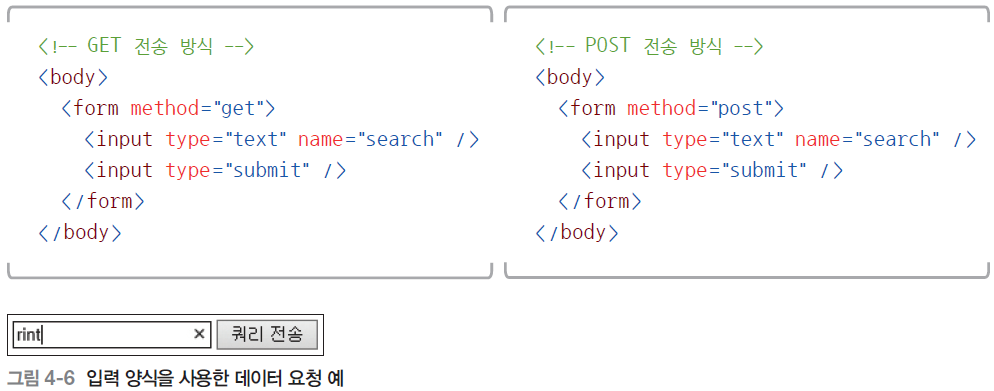 <!-- GET 전송 방식 -->
<body>
<form method="get">
<input type="text" name="search" />
<input type="submit" />
</form>
</body>
<!-- POST 전송 방식 -->
<body>
<form method="post">
<input type="text" name="search" />
<input type="submit" />
</form>
</body>
rint × 쿼리 전송
그림 4-6 입력 양식을 사용한 데이터 요청 예